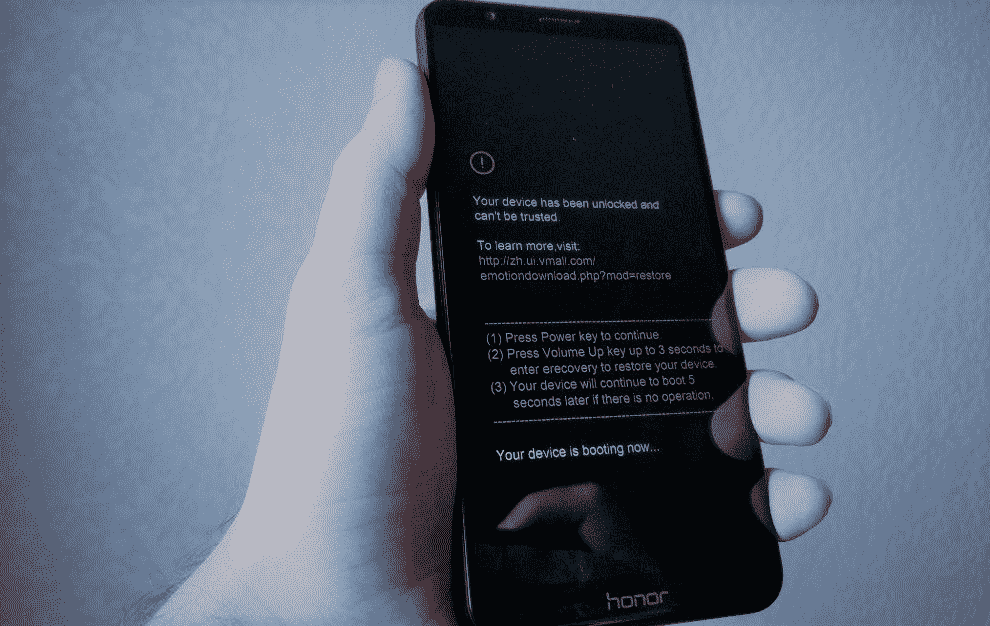 !
Your device has been unlocked and
can't be trusted.
To learn more,visit:
http://zh.ui.vmall.com/
emotiondownload.php?mod=restore
(1) Press Power key to continue.
(2) Press Volume Up key up to 3 seconds to
enter erecovery to restore your device.
(3) Your device will continue to boot 5
seconds later if there is no operation.
Your device is booting now...
honor